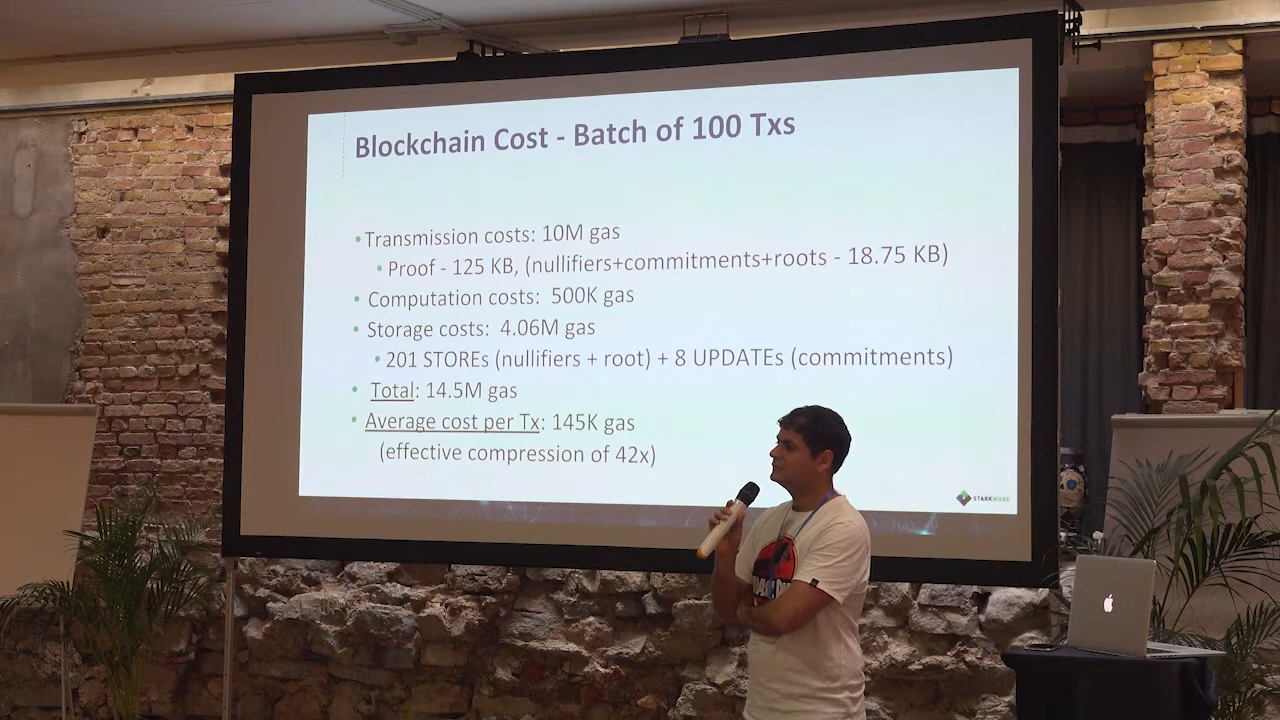 Blockchain Cost - Batch of 100 Txs
• Transmission costs: 10M gas
• Proof - 125 KB, (nullifiers+commitments+roots - 18.75 KB)
• Computation costs: 500K gas
• Storage costs: 4.06M gas
• 201 STOREs (nullifiers + root) + 8 UPDATEs (commitments)
• Total: 14.5M gas
• Average cost per Tx: 145K gas
(effective compression of 42x)
STARKWARE